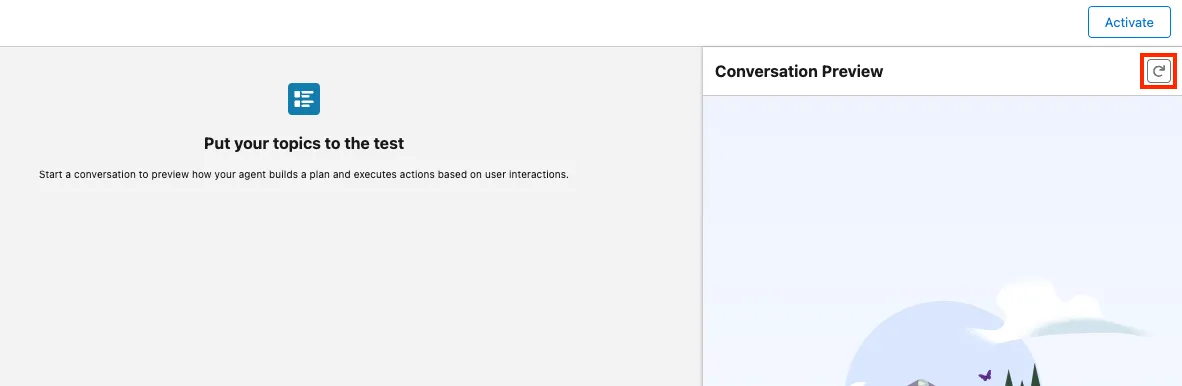 Activate
Conversation Preview
Put your topics to the test
Start a conversation to preview how your agent builds a plan and executes actions based on user interactions.